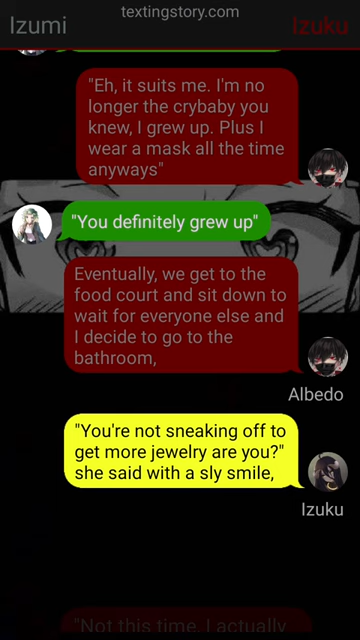 textingstory.com
Izumi
Izuku
"Eh, it suits me. I'm no
longer the crybaby you
knew, I grew up. Plus I
wear a mask all the time
anyways"
"You definitely grew up"
Eventually, we get to the
food court and sit down to
wait for everyone else and
I decide to go to the
bathroom,
Albedo
"You're not sneaking off to
get more jewelry are you?"
she said with a sly smile,
Izuku
"Not this time, I actually